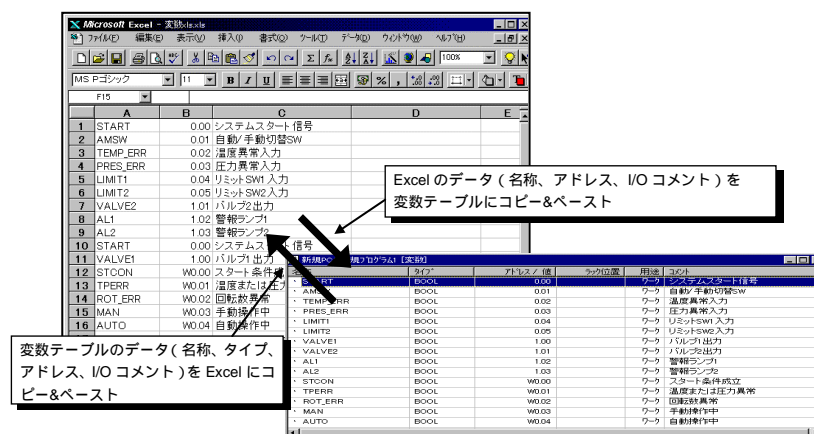 Microsoft Excel - 変数xls.xls
ファイル(F) 編集(E) 表示(V) 挿入(I) 書式(O) ツール(T) データ(D) ウィンドウ(W) ヘルプ(H)
100%
MS Pゴシック 11 B I U % ,
F15
A B C D E
1 START 0.00 システムスタート信号
2 AMSW 0.01 自動/手動切替SW
3 TEMP_ERR 0.02 温度異常入力
4 PRES_ERR 0.03 圧力異常入力
5 LIMIT1 0.04 リミットSW1入力
6 LIMIT2 0.05 リミットSW2入力
7 VALVE2 1.01 バルブ2出力
8 AL1 1.02 警報ランプ1
9 AL2 1.03 警報ランプ2
10 START 0.00 システムスタート信号
11 VALVE1 1.00 バルブ1出力
12 STCON W0.00 スタート条件成
13 TPERR W0.01 温度または圧力
14 ROT_ERR W0.02 回転数異常
15 MAN W0.03 手動操作中
16 AUTO W0.04 自動操作中
Excel のデータ(名称、アドレス、I/O コメント)を
変数テーブルにコピー&ペースト
[変数]
タイプ アドレス / 値 ラック位置 用途 コメント
START BOOL 0.00 ワーク システムスタート信号
AMSW BOOL 0.01 ワーク 自動/手動切替SW
TEMP_ERR BOOL 0.02 ワーク 温度異常入力
PRES_ERR BOOL 0.03 ワーク 圧力異常入力
LIMIT1 BOOL 0.04 ワーク リミットSW1入力
LIMIT2 BOOL 0.05 ワーク リミットSW2入力
VALVE1 BOOL 1.00 ワーク バルブ1出力
VALVE2 BOOL 1.01 ワーク バルブ2出力
AL1 BOOL 1.02 ワーク 警報ランプ1
AL2 BOOL 1.03 ワーク 警報ランプ2
STCON BOOL W0.00 ワーク スタート条件成立
TPERR BOOL W0.01 ワーク 温度または圧力異常
ROT_ERR BOOL W0.02 ワーク 回転数異常
MAN BOOL W0.03 ワーク 手動操作中
AUTO BOOL W0.04 ワーク 自動操作中
変数テーブルのデータ(名称、タイプ、
アドレス、I/O コメント)を Excel にコ
ピー&ペースト